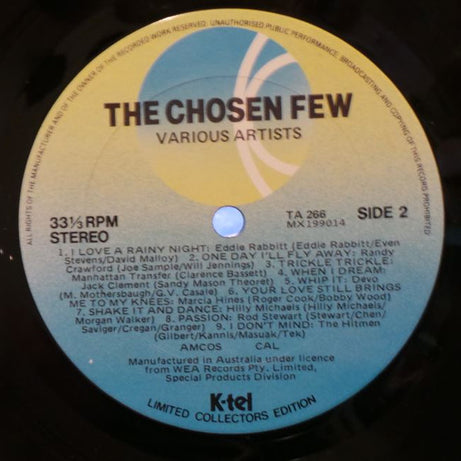 ALL RIGHTS OF THE MANUFACTURER AND OF THE OWNER OF THE RECORDED WORK RESERVED. UNAUTHORISED PUBLIC PERFORMANCE, BROADCASTING AND COPYING OF THIS RECORD PROHIBITED
THE CHOSEN FEW
VARIOUS ARTISTS
33⅓ RPM
STEREO
TA 266
MX199014
SIDE 2
1. I LOVE A RAINY NIGHT: Eddie Rabbitt (Eddie Rabbitt/Even
Stevens/David Malloy) 2. ONE DAY I'LL FLY AWAY: Randy
Crawford (Joe Sample/Will Jennings) 3. TRICKLE TRICKLE:
Manhattan Transfer (Clarence Bassett) 4. WHEN I DREAM:
Jack Clement (Sandy Mason Theoret) 5. WHIP IT: Devo
(M. Mothersbaugh/G.V. Casale) 6. YOUR LOVE STILL BRINGS
ME TO MY KNEES: Marcia Hines (Roger Cook/Bobby Wood)
7. SHAKE IT AND DANCE: Hilly Michaels (Hilly Michaels/
Morgan Walker) 8. PASSION: Rod Stewart (Stewart/Chen/
Savigar/Cregan/Granger) 9. I DON'T MIND: The Hitmen
(Gilbert/Kannis/Masuak/Tek)
AMCOS CAL
Manufactured in Australia under licence
from WEA Records Pty. Limited,
Special Products Division
K-tel
LIMITED COLLECTORS EDITION